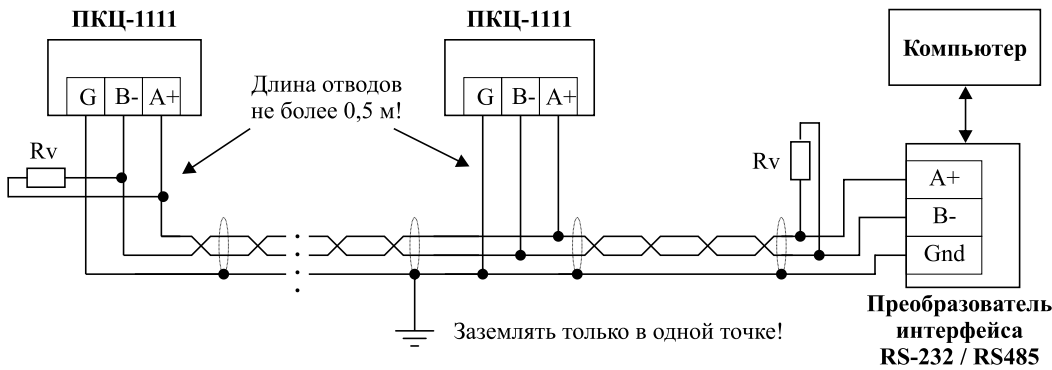 ПКЦ-1111
ПКЦ-1111
Компьютер
G B- A+
Длина отводов
не более 0,5 м!
G B- A+
Rv
Rv
A+
B-
Gnd
Заземлять только в одной точке!
Преобразователь
интерфейса
RS-232 / RS485